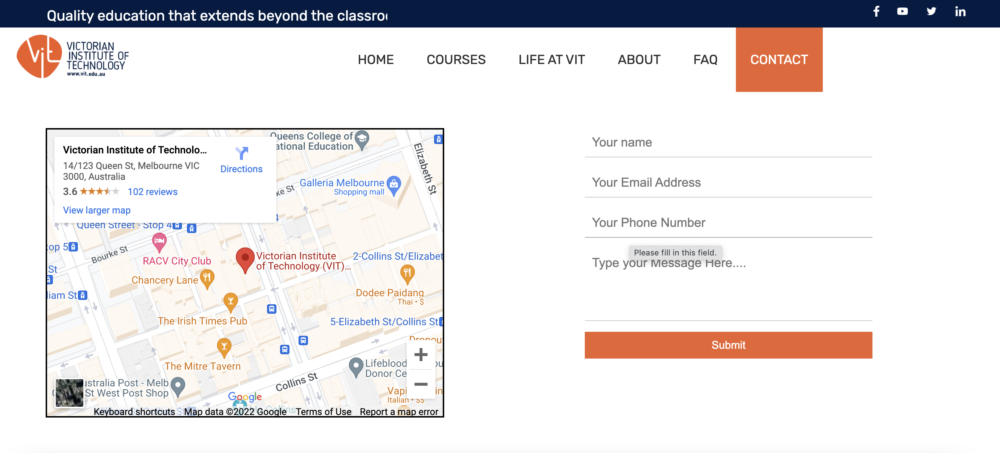 Quality education that extends beyond the
vit
VICTORIAN
INSTITUTE OF
TECHNOLOGY
www.vit.edu.au
HOME
COURSES
LIFE AT VIT
ABOUT
FAQ
CONTACT
Victorian Institute of Technolo...
14/123 Queen St, Melbourne VIC
3000, Australia
3.6
102 reviews
View larger map
Directions
Queens College of
ational Education
Elizabeth St
Galleria Melbourne
Shopping mall
ke St
4
Queen Street - Stop 4
top 5
Bourke St
RACV City Club
Victorian Institute
of Technology (VIT)...
2-Collins St/Elizabet
St
Chancery Lane
liam St
Dodee Paidang
Thai • $
The Irish Times Pub
5-Elizabeth St/Collins St
The Mitre Tavern
Lifeblood
Donor Ce
Collins St
ustralia Post - Melb
St West Post Shop
Vapi
Italian • $$
Google
Keyboard shortcuts
Map data ©2022 Google
Terms of Use
Report a map error
Your name
Your Email Address
Your Phone Number
Please fill in this field.
Type your Message Here....
Submit